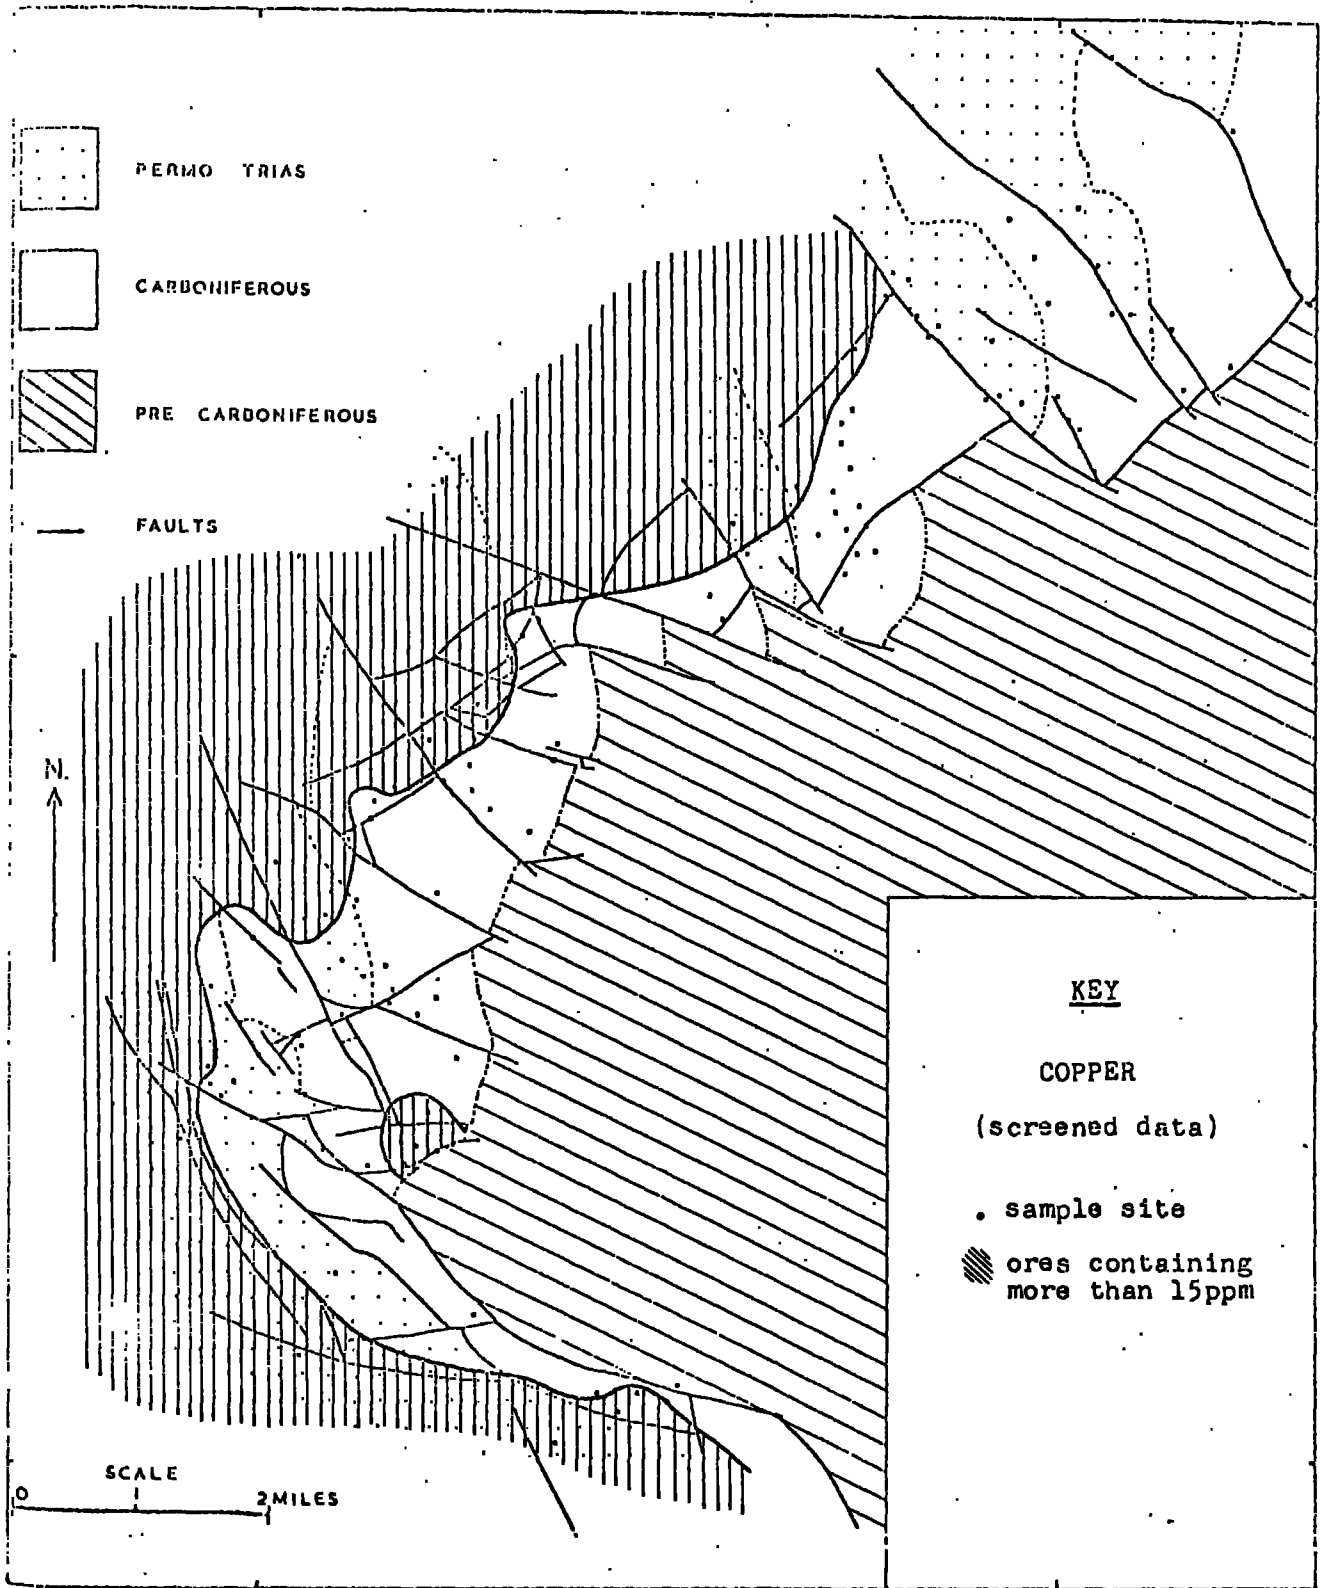 PERMO TRIAS
CARBONIFEROUS
PRE CARBONIFEROUS
FAULTS
N.
KEY
COPPER
(screened data)
sample site
ores containing
more than 15ppm
SCALE
0 2 MILES